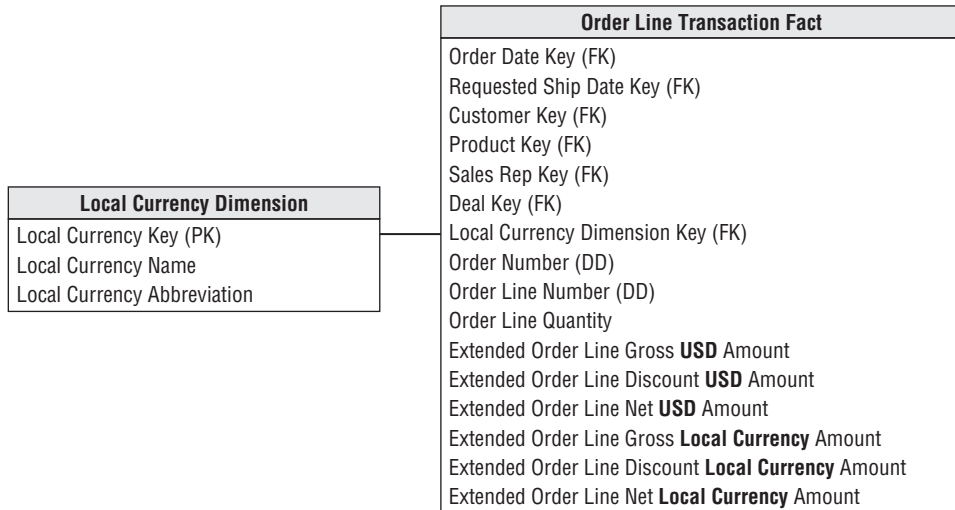 Local Currency Dimension
Local Currency Key (PK)
Local Currency Name
Local Currency Abbreviation
Order Line Transaction Fact
Order Date Key (FK)
Requested Ship Date Key (FK)
Customer Key (FK)
Product Key (FK)
Sales Rep Key (FK)
Deal Key (FK)
Local Currency Dimension Key (FK)
Order Number (DD)
Order Line Number (DD)
Order Line Quantity
Extended Order Line Gross USD Amount
Extended Order Line Discount USD Amount
Extended Order Line Net USD Amount
Extended Order Line Gross Local Currency Amount
Extended Order Line Discount Local Currency Amount
Extended Order Line Net Local Currency Amount